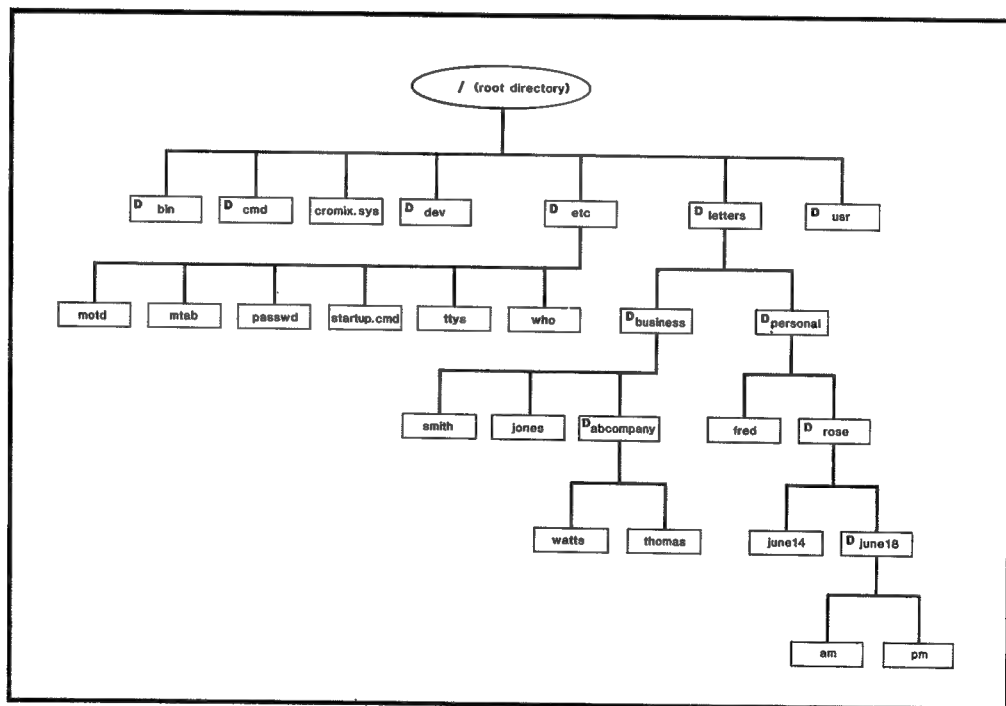 / (root directory)
D bin
D cmd
cromix.sys
D dev
D etc
D letters
D usr
motd
mtab
passwd
startup.cmd
ttys
who
D business
D personal
smith
jones
D abcompany
fred
D rose
watts
thomas
june14
D june18
am
pm